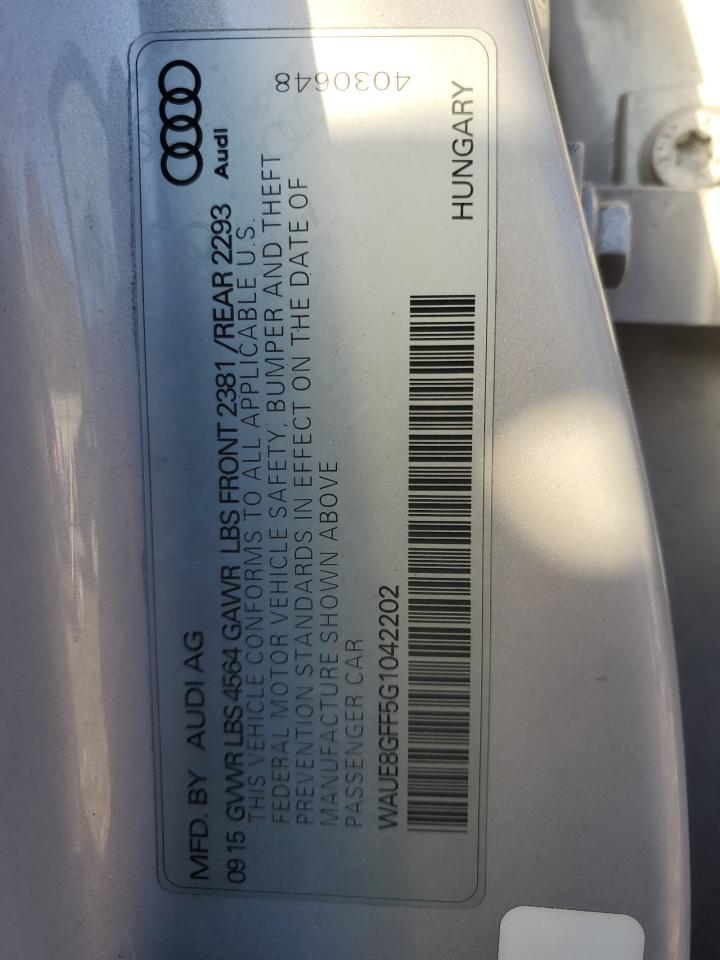 MFD. BY AUDI AG
Audi
09 15 GVWR LBS 4564 GAWR LBS FRONT 2381 /REAR 2293
THIS VEHICLE CONFORMS TO ALL APPLICABLE U.S.
FEDERAL MOTOR VEHICLE SAFETY, BUMPER AND THEFT
PREVENTION STANDARDS IN EFFECT ON THE DATE OF
MANUFACTURE SHOWN ABOVE
PASSENGER CAR
4030648
WAUE8GFF5G1042202
HUNGARY